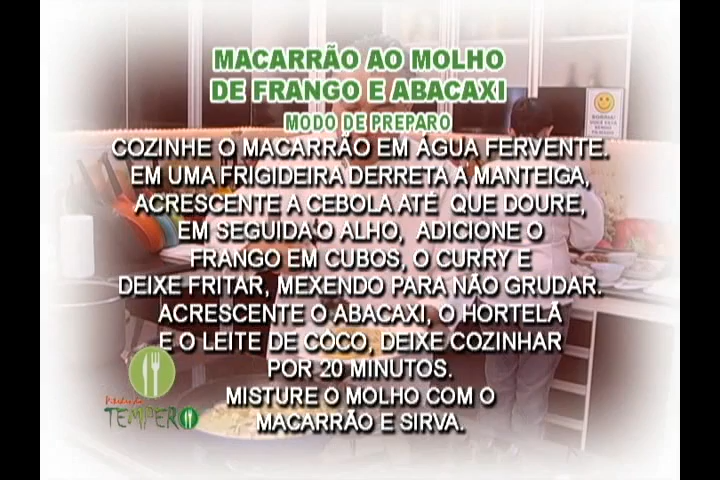 MACARRÃO AO MOLHO
DE FRANGO E ABACAXI
MODO DE PREPARO
COZINHE O MACARRÃO EM ÁGUA FERVENTE.
EM UMA FRIGIDEIRA DERRETA A MANTEIGA,
ACRESCENTE A CEBOLA ATÉ QUE DOURE,
EM SEGUIDA O ALHO, ADICIONE O
FRANGO EM CUBOS, O CURRY E
DEIXE FRITAR, MEXENDO PARA NÃO GRUDAR.
ACRESCENTE O ABACAXI, O HORTELÃ
E O LEITE DE CÔCO, DEIXE COZINHAR
POR 20 MINUTOS.
MISTURE O MOLHO COM O
MACARRÃO E SIRVA.
TEMPERO